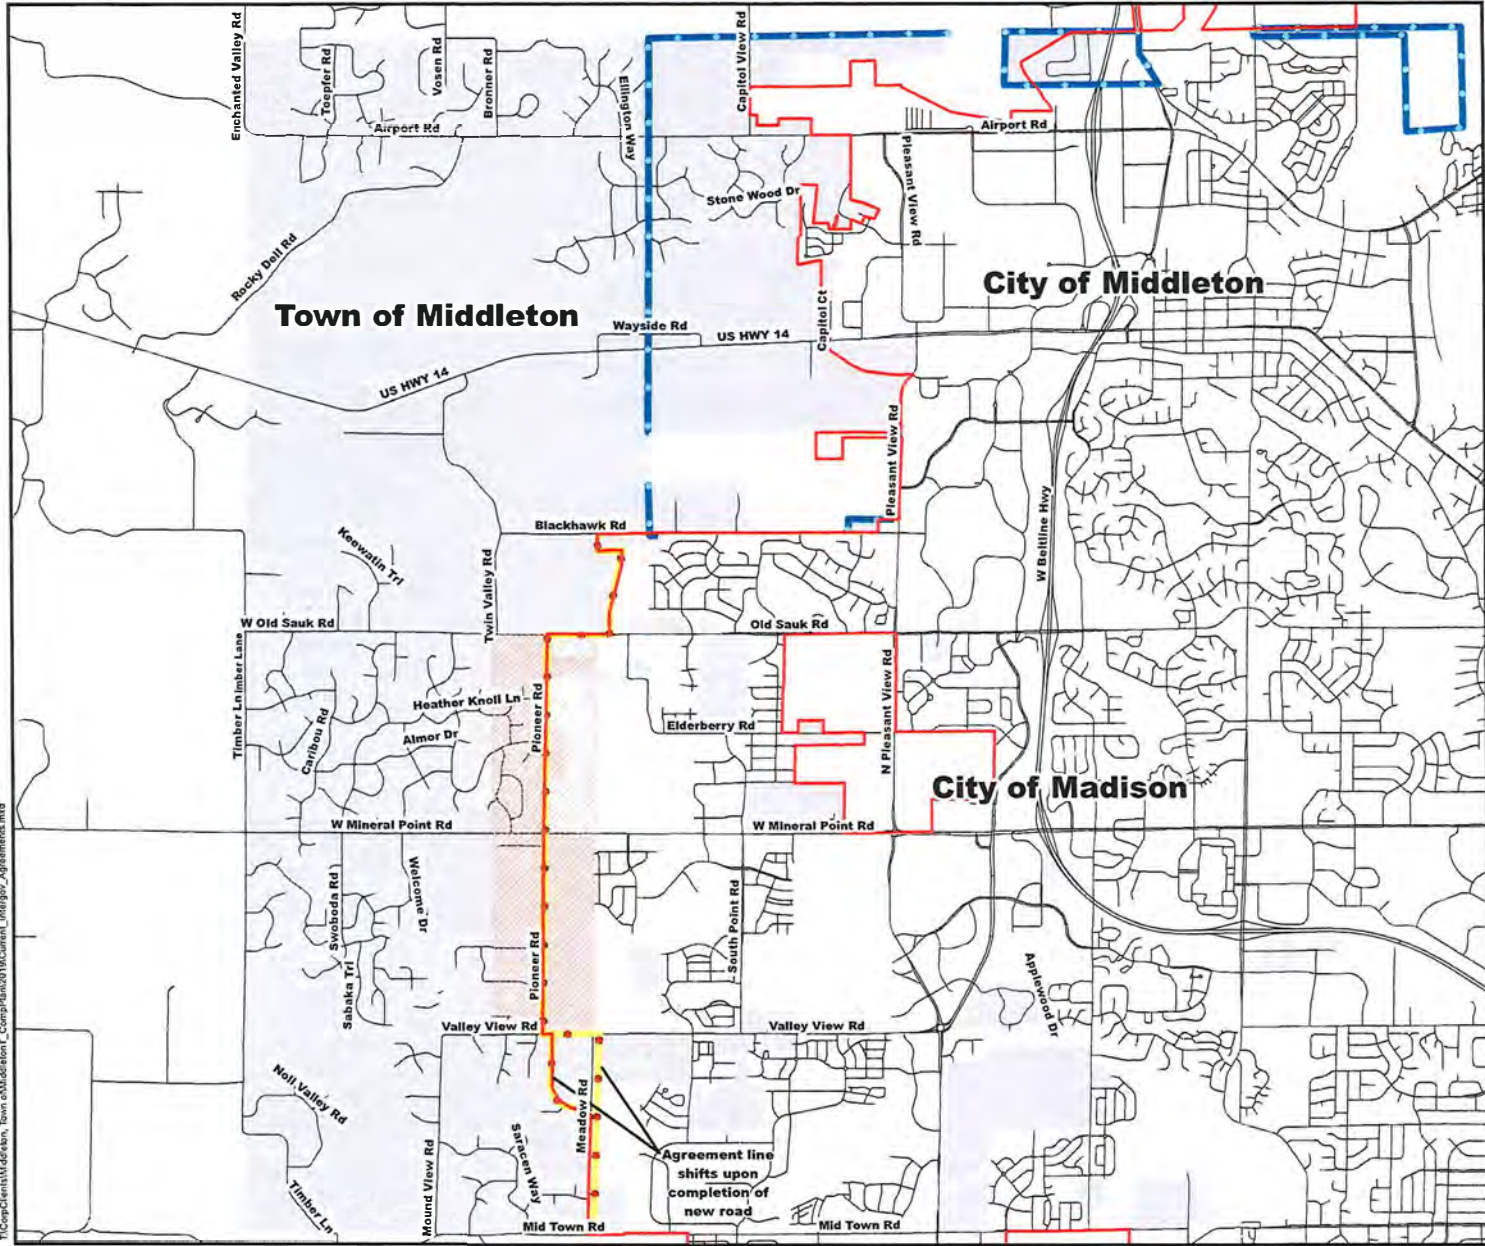 Enchanted Valley Rd
Toepfer Rd
Vosen Rd
Bronner Rd
Ellington Way
Capitol View Rd
Airport Rd
Airport Rd
Pleasant View Rd
Stone Wood Dr
Rocky Dell Rd
City of Middleton
Town of Middleton
Capitol Ct
Wayside Rd
US HWY 14
US HWY 14
Pleasant View Rd
W Beltline Hwy
Blackhawk Rd
Keewatin Trl
Twin Valley Rd
W Old Sauk Rd
Old Sauk Rd
Timber Ln
Timber Lane
N Pleasant View Rd
Heather Knoll Ln
Pioneer Rd
Caribou Rd
Almor Dr
Elderberry Rd
City of Madison
W Mineral Point Rd
W Mineral Point Rd
Swoboda Rd
Welcome Dr
South Point Rd
Pioneer Rd
Sabaka Trl
Applewood Dr
Valley View Rd
Valley View Rd
Noll Valley Rd
Meadow Rd
Saracen Way
Mound View Rd
Agreement line
shifts upon
completion of
new road
Timber Ln
Mid Town Rd
Mid Town Rd